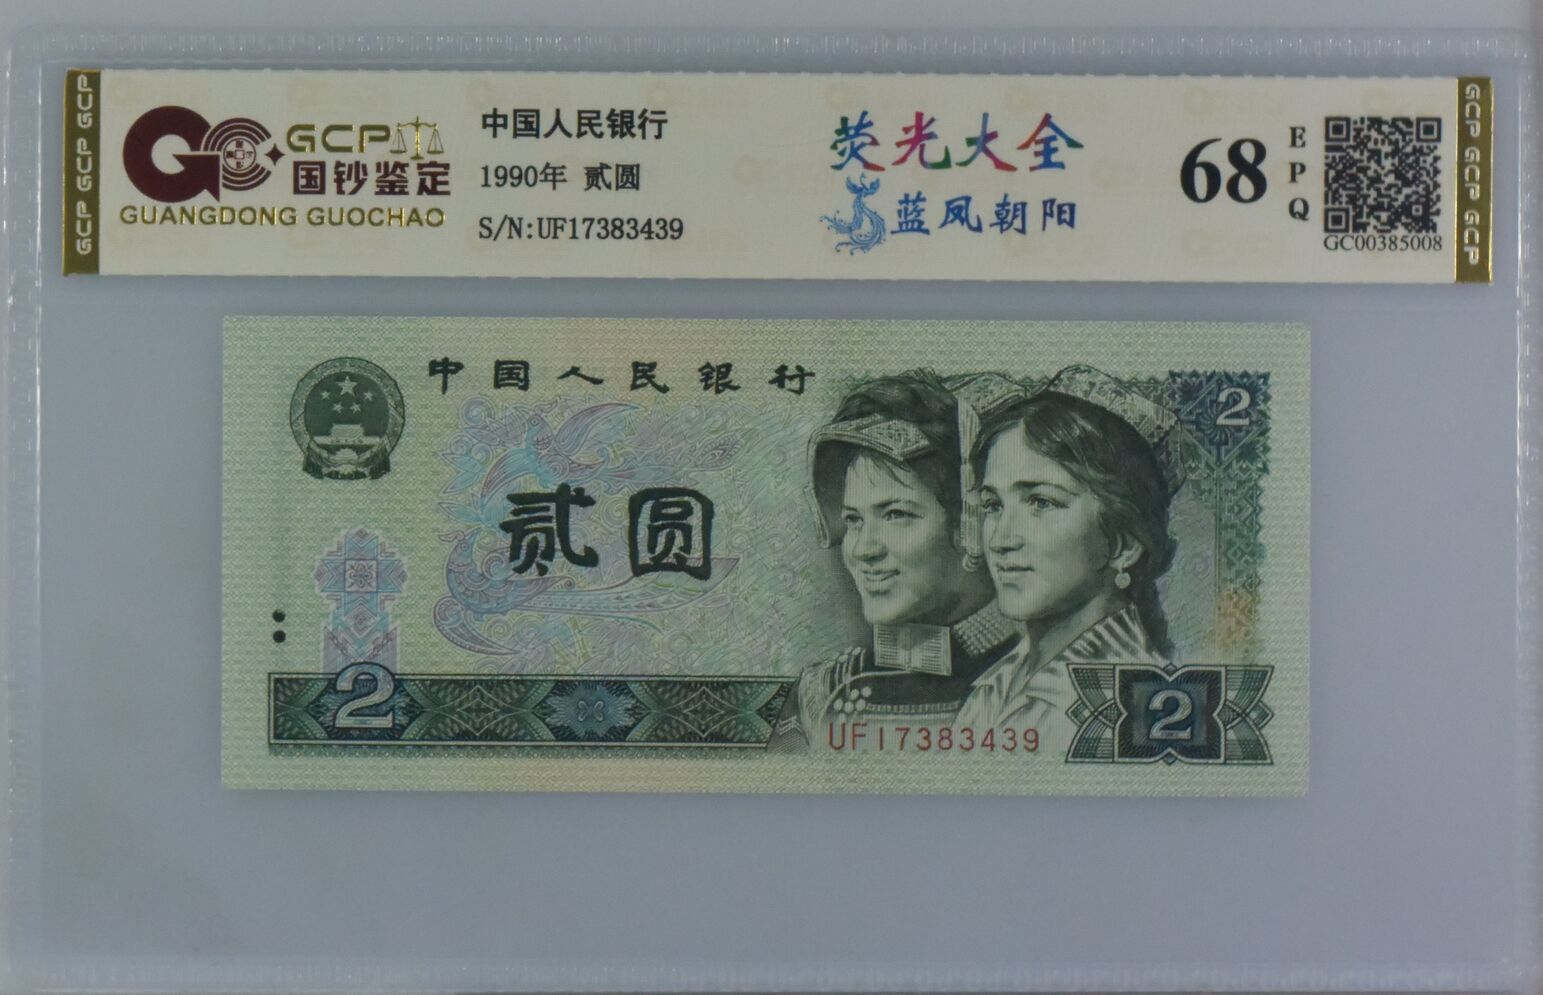 GCP GCP GCP
GCP
国钞鉴定
GUANGDONG GUOCHAO
中国人民银行
1990年 贰圆
S/N:UF17383439
荧光大全
蓝凤朝阳
68
EPQ
GC00385008
GCP GCP GCP
中国人民银行
2
贰圆
2
UF17383439
2